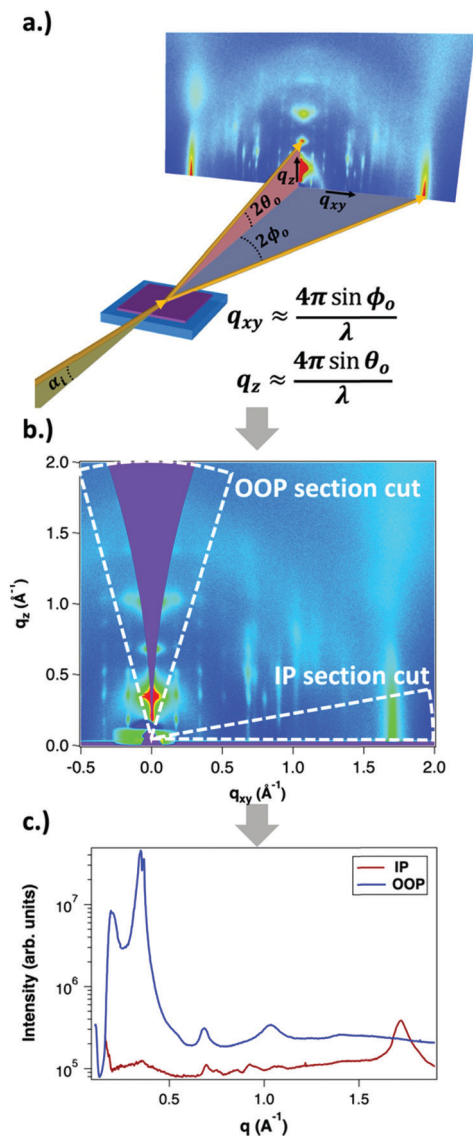 a.)
q_z
q_xy
2θ_o
2ϕ_o
α_i
q_xy ≈ 4π sin ϕ_o / λ
q_z ≈ 4π sin θ_o / λ
b.)
2.0
OOP section cut
1.5
q_z (Å⁻¹)
1.0
0.5
IP section cut
0.0
-0.5 0.0 0.5 1.0 1.5 2.0
q_xy (Å⁻¹)
c.)
IP
OOP
10⁷
Intensity (arb. units)
10⁶
10⁵
0.5 1.0 1.5
q (A⁻¹)